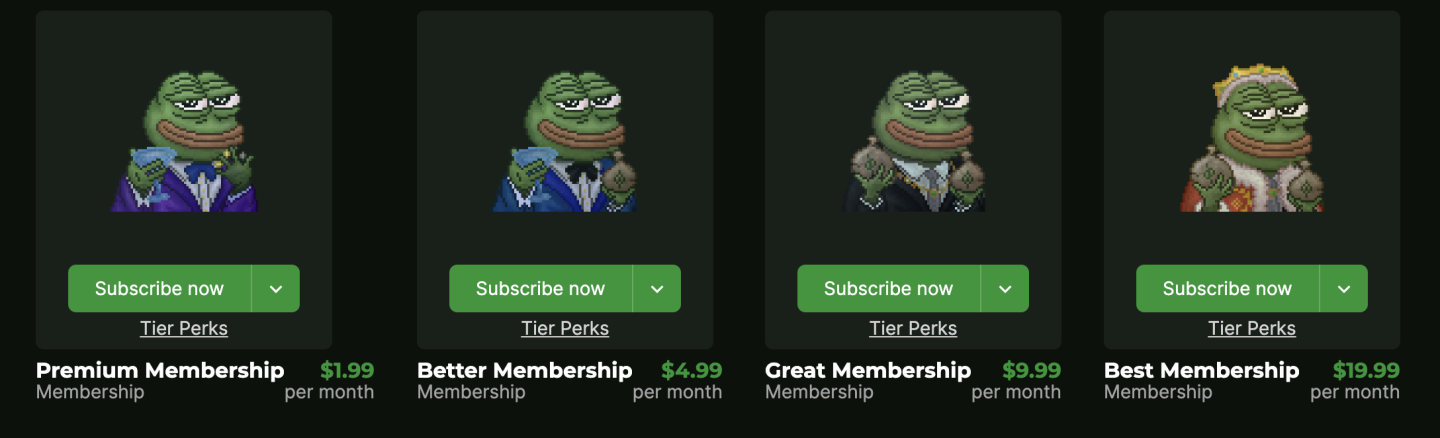 Subscribe now
Tier Perks
Premium Membership $1.99
Membership per month
Subscribe now
Tier Perks
Better Membership $4.99
Membership per month
Subscribe now
Tier Perks
Great Membership $9.99
Membership per month
Subscribe now
Tier Perks
Best Membership $19.99
Membership per month